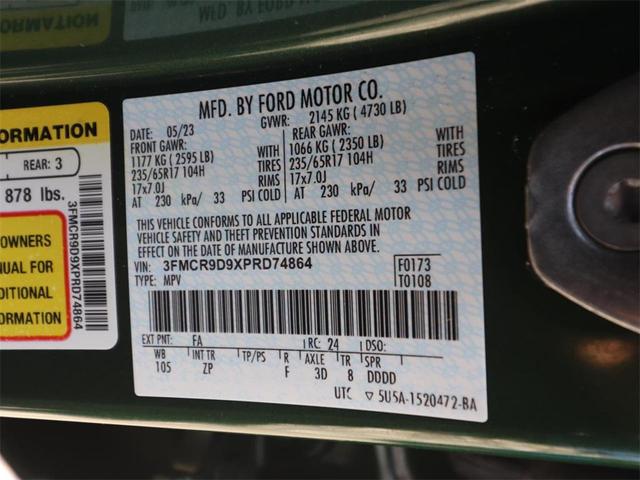 MFD. BY FORD MOTOR CO.
DATE: 05/23 GVWR: 2145 KG ( 4730 LB)
FRONT GAWR: REAR GAWR:
1177 KG ( 2595 LB) WITH 1066 KG ( 2350 LB) WITH
235/65R17 104H TIRES 235/65R17 104H TIRES
17x7.0J RIMS 17x7.0J RIMS
AT 230 kPa/ 33 PSI COLD AT 230 kPa/ 33 PSI COLD
THIS VEHICLE CONFORMS TO ALL APPLICABLE FEDERAL MOTOR
VEHICLE SAFETY AND THEFT PREVENTION STANDARDS IN
EFFECT ON THE DATE OF MANUFACTURE SHOWN ABOVE.
VIN: 3FMCR9D9XPRD74864 F0173
TYPE: MPV T0108
EXT PNT: FA RC: 24 DSO:
WB INT TR TP/PS R AXLE TR SPR
105 ZP F 3D 8 DDDD
UTC ▽ 5U5A-1520472-BA
ORMATION
REAR: 3
878 lbs.
OWNERS
ANUAL FOR
DITIONAL
FORMATION
3FMCR9D9XPRD74864